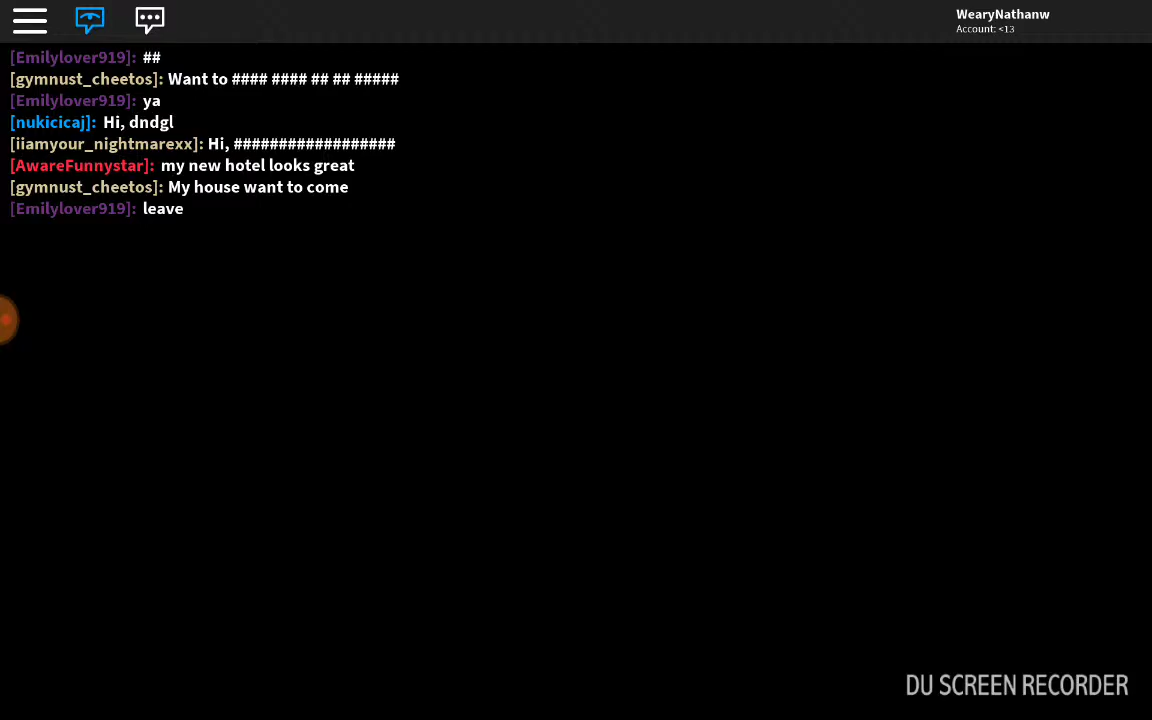 WearyNathanw
Account: <13
[Emilylover919]: ##
[gymnust_cheetos]: Want to #### #### ## ## #####
[Emilylover919]: ya
[nukicicaj]: Hi, dndgl
[iiamyour_nightmarexx]: Hi, ##################
[AwareFunnystar]: my new hotel looks great
[gymnust_cheetos]: My house want to come
[Emilylover919]: leave
DU SCREEN RECORDER